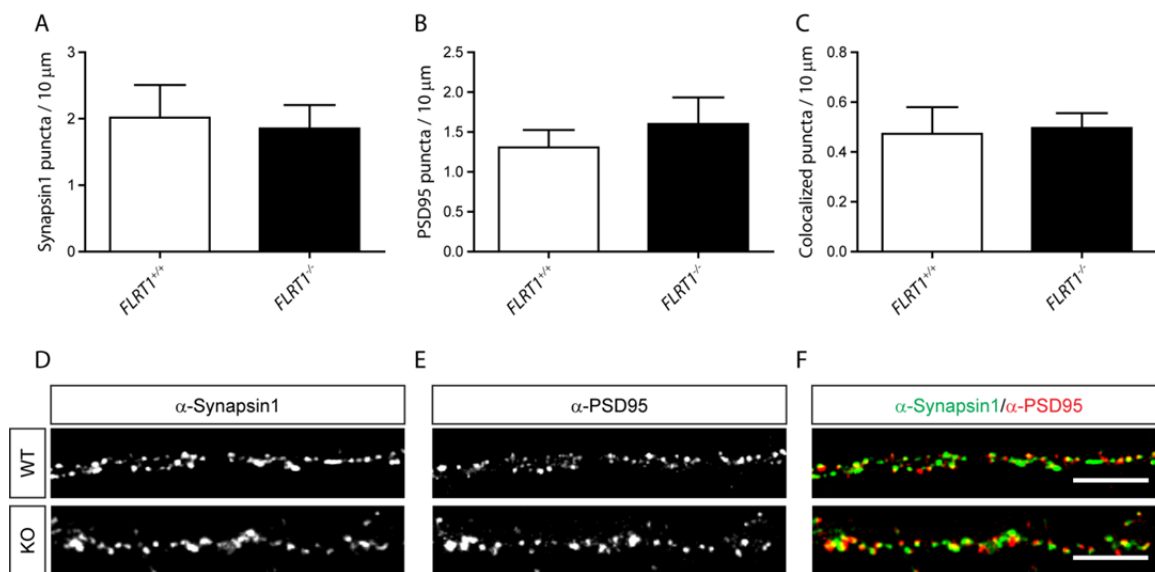 A
Synapsin1 puncta / 10 µm
3
2
1
0
FLRT1+/+
FLRT1-/-
B
PSD95 puncta / 10 µm
2.5
2.0
1.5
1.0
0.5
0.0
FLRT1+/+
FLRT1-/-
C
Colocalized puncta / 10 µm
0.8
0.6
0.4
0.2
0.0
FLRT1+/+
FLRT1-/-
D
α-Synapsin1
E
α-PSD95
F
α-Synapsin1/α-PSD95
WT
KO